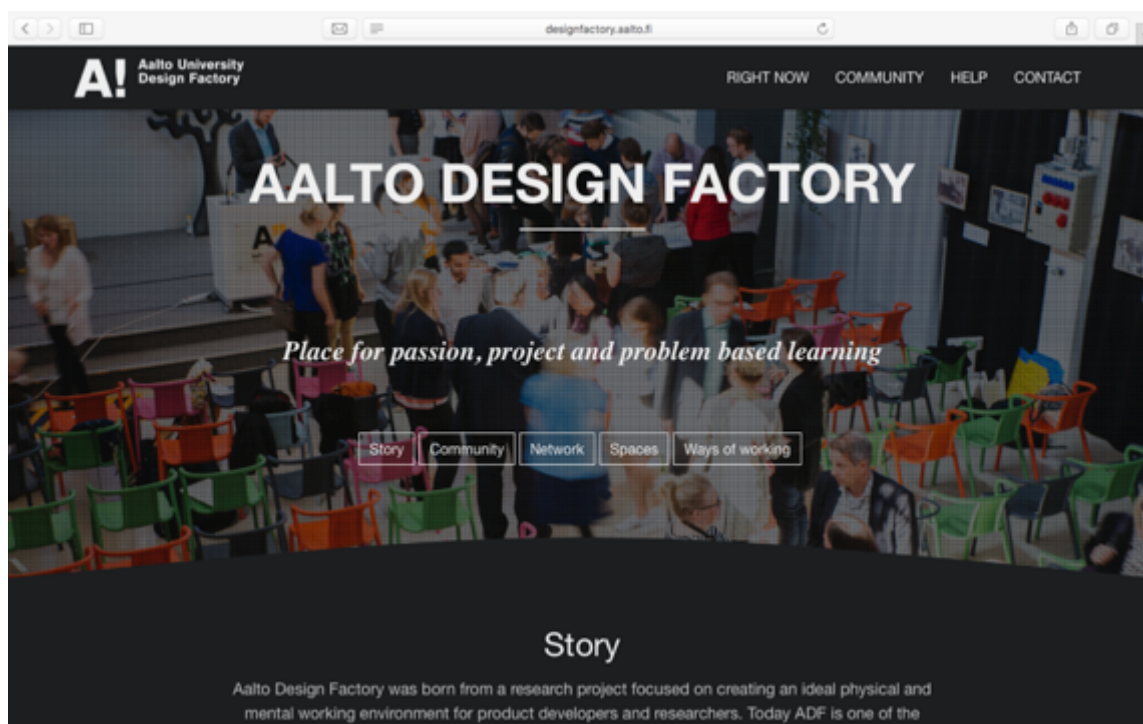 designfactory.aalto.fi
A!
Aalto University
Design Factory
RIGHT NOW
COMMUNITY
HELP
CONTACT
AALTO DESIGN FACTORY
Place for passion, project and problem based learning
Story
Community
Network
Spaces
Ways of working
Story
Aalto Design Factory was born from a research project focused on creating an ideal physical and
mental working environment for product developers and researchers. Today ADF is one of the